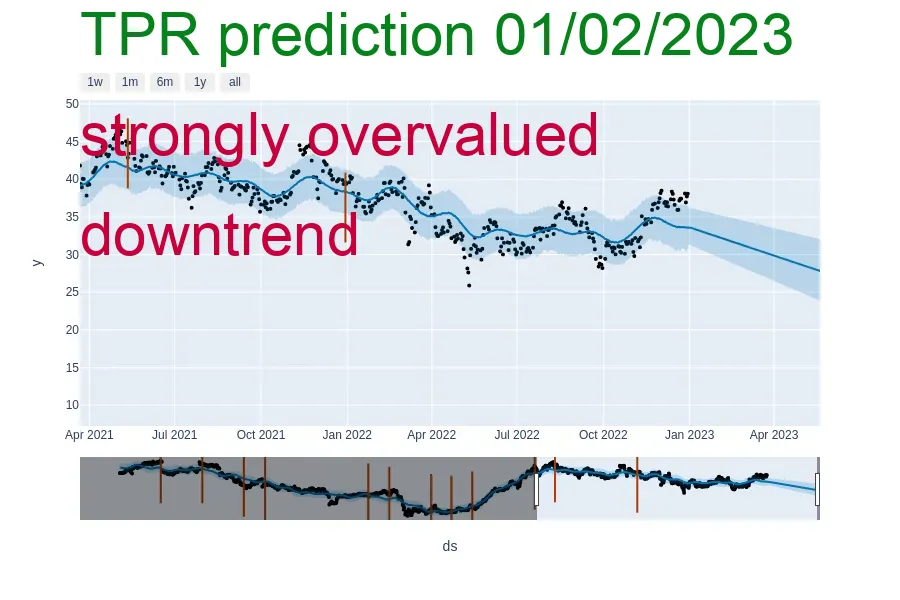 TPR prediction 01/02/2023
1w 1m 6m 1y all
strongly overvalued
downtrend
50
45
40
35
30
25
20
15
10
y
Apr 2021 Jul 2021 Oct 2021 Jan 2022 Apr 2022 Jul 2022 Oct 2022 Jan 2023 Apr 2023
ds